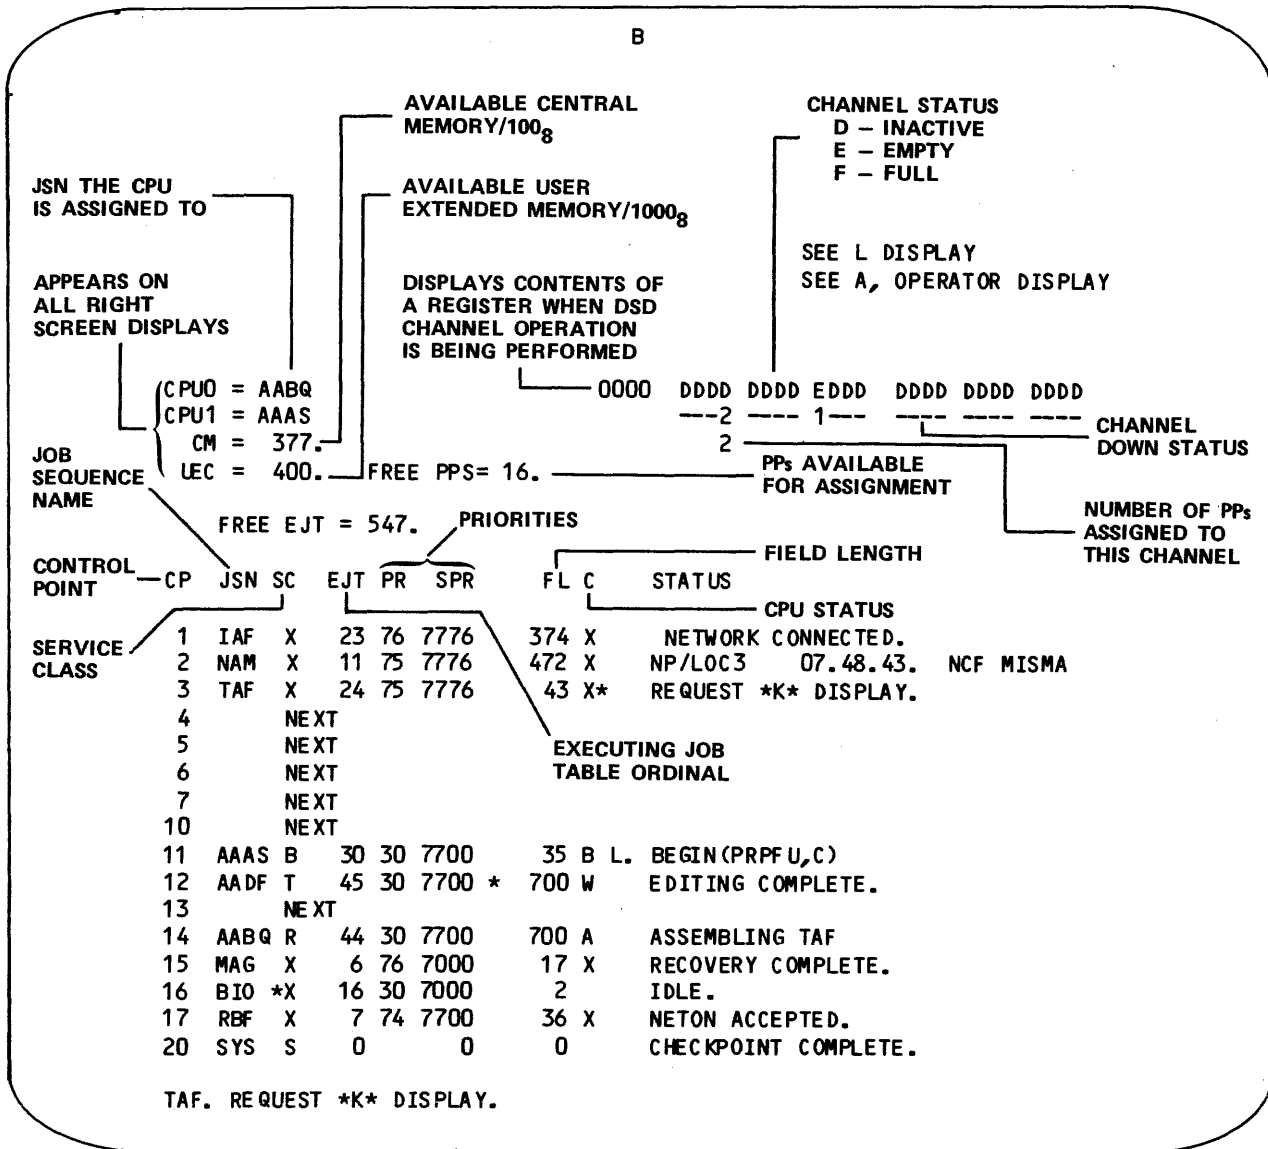 B
AVAILABLE CENTRAL
MEMORY/100₈
CHANNEL STATUS
D – INACTIVE
E – EMPTY
F – FULL
JSN THE CPU
IS ASSIGNED TO
AVAILABLE USER
EXTENDED MEMORY/1000₈
SEE L DISPLAY
SEE A, OPERATOR DISPLAY
APPEARS ON
ALL RIGHT
SCREEN DISPLAYS
DISPLAYS CONTENTS OF
A REGISTER WHEN DSD
CHANNEL OPERATION
IS BEING PERFORMED
CPU0 = AABQ
0000 DDDD DDDD EDDD DDDD DDDD DDDD
CPU1 = AAAS
---2 ---- 1--- ---- ---- ----
CM = 377.
2
CHANNEL
DOWN STATUS
UEC = 400.
FREE PPS= 16.
PPs AVAILABLE
FOR ASSIGNMENT
JOB
SEQUENCE
NAME
NUMBER OF PPs
ASSIGNED TO
THIS CHANNEL
FREE EJT = 547.
PRIORITIES
FIELD LENGTH
CONTROL
POINT
CP JSN SC EJT PR SPR FL C STATUS
CPU STATUS
SERVICE
CLASS
1 IAF X 23 76 7776 374 X NETWORK CONNECTED.
2 NAM X 11 75 7776 472 X NP/LOC3 07.48.43. NCF MISMA
3 TAF X 24 75 7776 43 X* REQUEST *K* DISPLAY.
4 NEXT
5 NEXT
6 NEXT
7 NEXT
10 NEXT
EXECUTING JOB
TABLE ORDINAL
11 AAAS B 30 30 7700 35 B L. BEGIN(PRPFU,C)
12 AADF T 45 30 7700 * 700 W EDITING COMPLETE.
13 NEXT
14 AABQ R 44 30 7700 700 A ASSEMBLING TAF
15 MAG X 6 76 7000 17 X RECOVERY COMPLETE.
16 BIO *X 16 30 7000 2 IDLE.
17 RBF X 7 74 7700 36 X NETON ACCEPTED.
20 SYS S 0 0 0 CHECKPOINT COMPLETE.
TAF. REQUEST *K* DISPLAY.